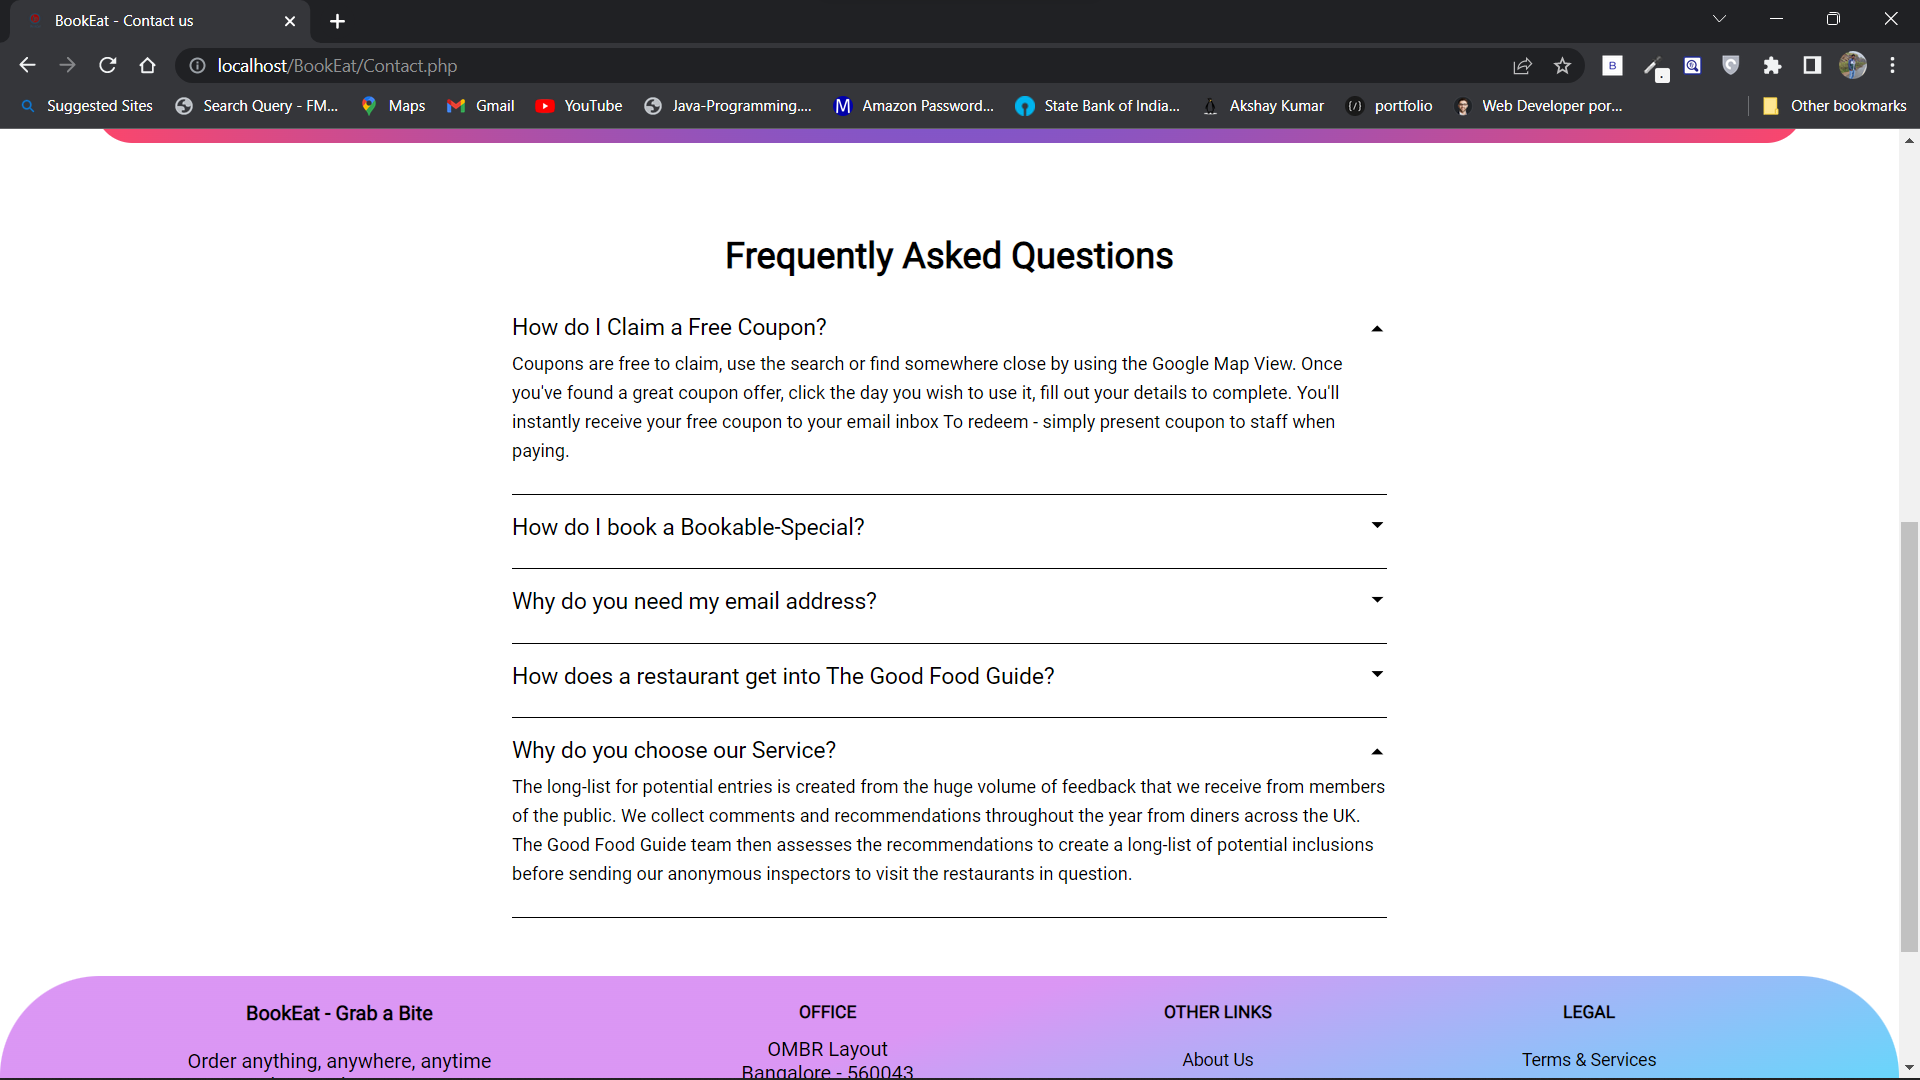 BookEat - Contact us
localhost/BookEat/Contact.php
B
Suggested Sites
Search Query - FM...
Maps
Gmail
YouTube
Java-Programming....
M
Amazon Password...
State Bank of India...
Akshay Kumar
portfolio
Web Developer por...
Other bookmarks
Frequently Asked Questions
How do I Claim a Free Coupon?
Coupons are free to claim, use the search or find somewhere close by using the Google Map View. Once
you've found a great coupon offer, click the day you wish to use it, fill out your details to complete. You'll
instantly receive your free coupon to your email inbox To redeem - simply present coupon to staff when
paying.
How do I book a Bookable-Special?
Why do you need my email address?
How does a restaurant get into The Good Food Guide?
Why do you choose our Service?
The long-list for potential entries is created from the huge volume of feedback that we receive from members
of the public. We collect comments and recommendations throughout the year from diners across the UK.
The Good Food Guide team then assesses the recommendations to create a long-list of potential inclusions
before sending our anonymous inspectors to visit the restaurants in question.
BookEat - Grab a Bite
Order anything, anywhere, anytime
OFFICE
OMBR Layout
Bangalore - 560043
OTHER LINKS
About Us
LEGAL
Terms & Services